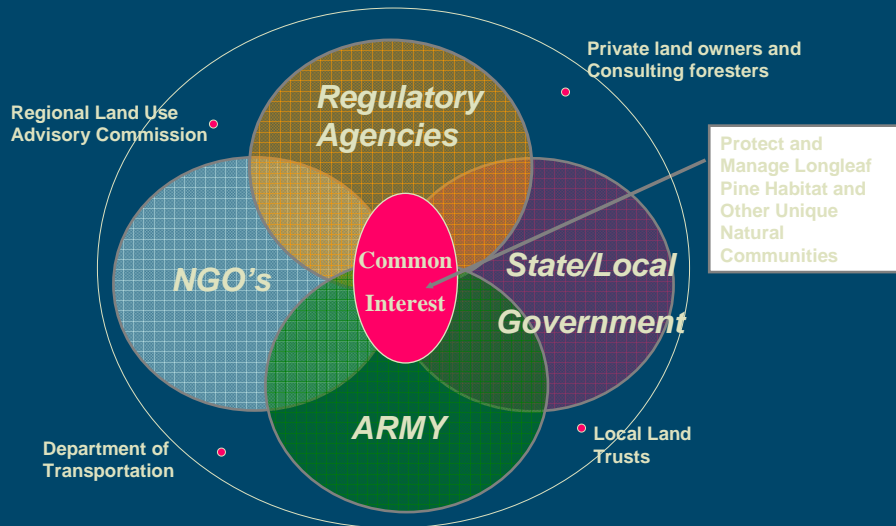 Private land owners and
Consulting foresters
Regulatory
Agencies
Regional Land Use
Advisory Commission
Protect and
Manage Longleaf
Pine Habitat and
Other Unique
Natural
Communities
NGO's
Common
Interest
State/Local
Government
ARMY
Department of
Transportation
Local Land
Trusts